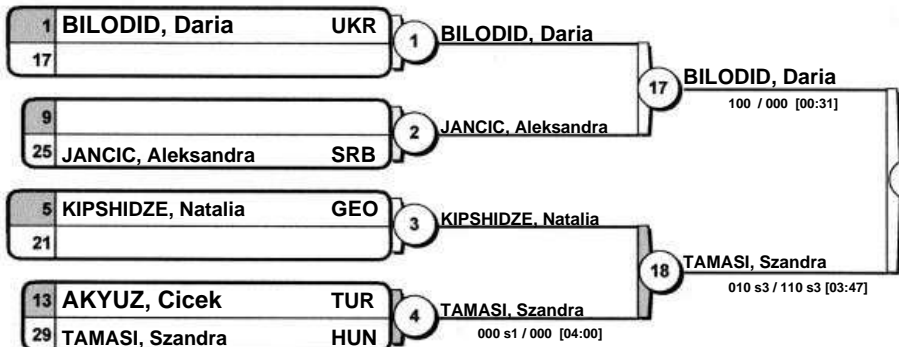 1 BILODID, Daria UKR
17
9
25 JANCIC, Aleksandra SRB
5 KIPSHIDZE, Natalia GEO
21
13 AKYUZ, Cicek TUR
29 TAMASI, Szandra HUN
1 BILODID, Daria
2 JANCIC, Aleksandra
3 KIPSHIDZE, Natalia
4 TAMASI, Szandra
000 s1 / 000 [04:00]
17 BILODID, Daria
100 / 000 [00:31]
18 TAMASI, Szandra
010 s3 / 110 s3 [03:47]